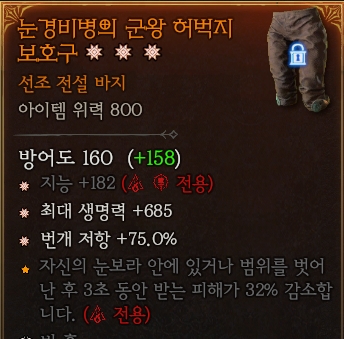 눈경비병의 군왕 허벅지
보호구
선조 전설 바지
아이템 위력 800
방어도 160 (+158)
지능 +182 ( 전용)
최대 생명력 +685
번개 저항 +75.0%
자신의 눈보라 안에 있거나 범위를 벗어
난 후 3초 동안 받는 피해가 32% 감소합
니다. ( 전용)